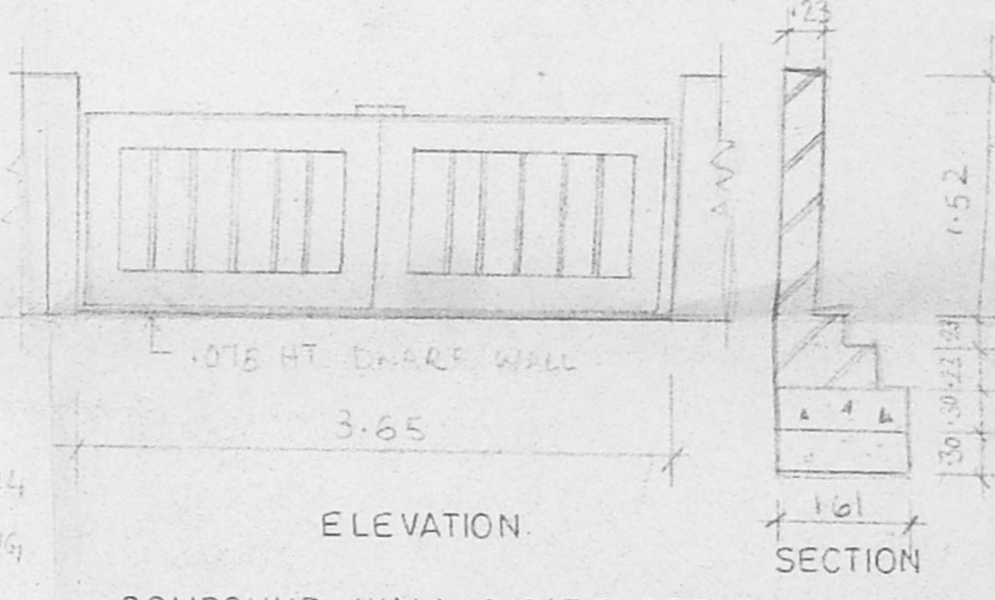 .23
1.52
.23
.30
.30
.075 HT. DWARF WALL
3.65
ELEVATION.
1.61
SECTION